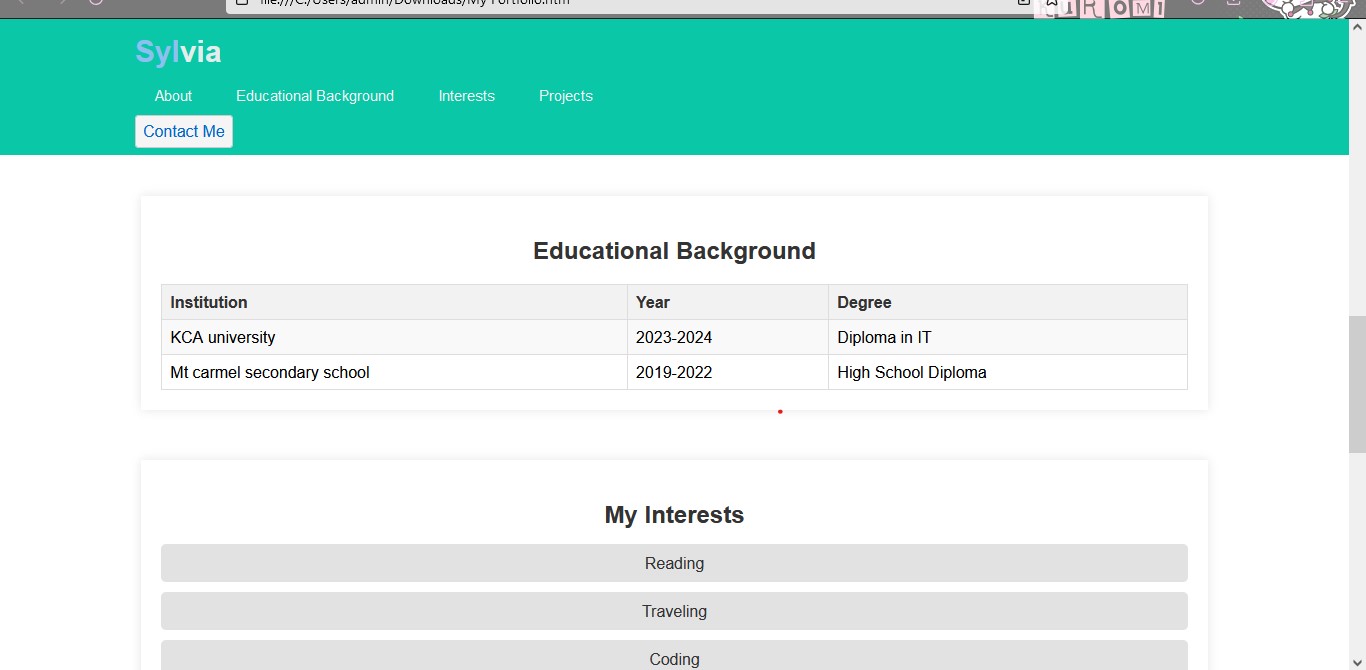 file:///C:/Users/admin/Downloads/My Portfolio.htm
KUROMI
Sylvia
About Educational Background Interests Projects
Contact Me
Educational Background
Institution Year Degree
KCA university 2023-2024 Diploma in IT
Mt carmel secondary school 2019-2022 High School Diploma
My Interests
Reading
Traveling
Coding